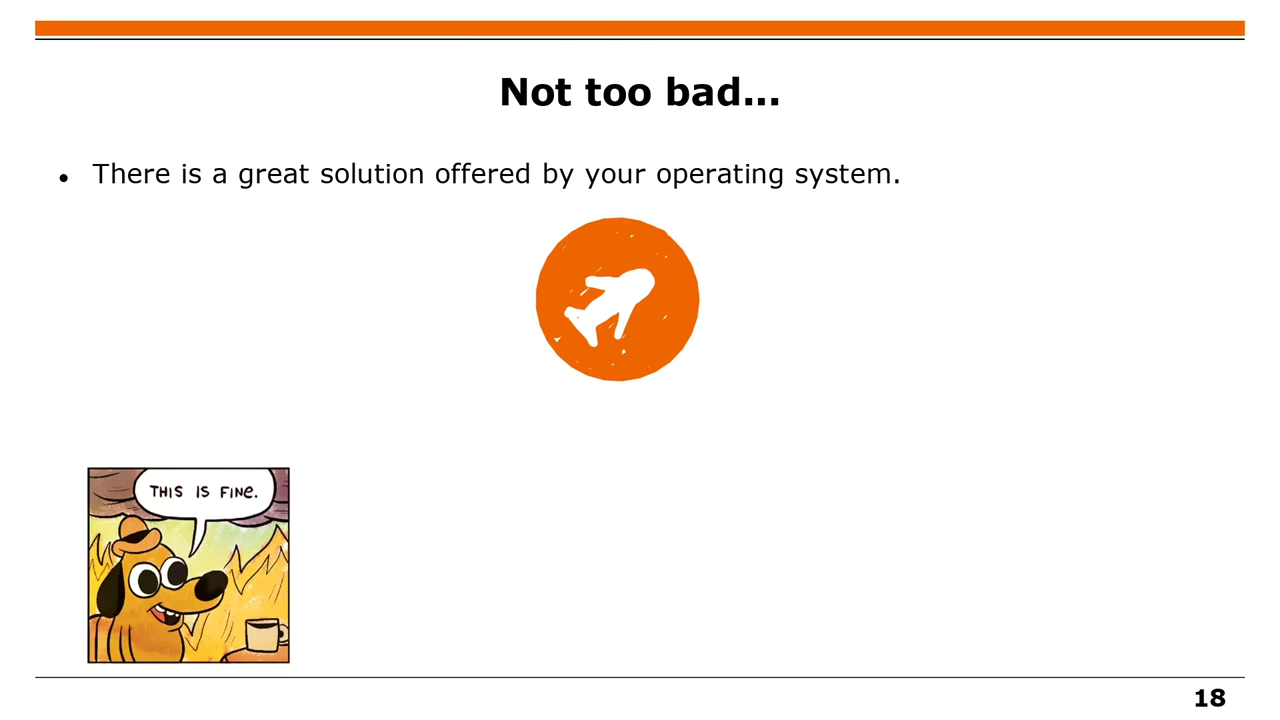 Not too bad...
• There is a great solution offered by your operating system.
THIS IS FINE.
18